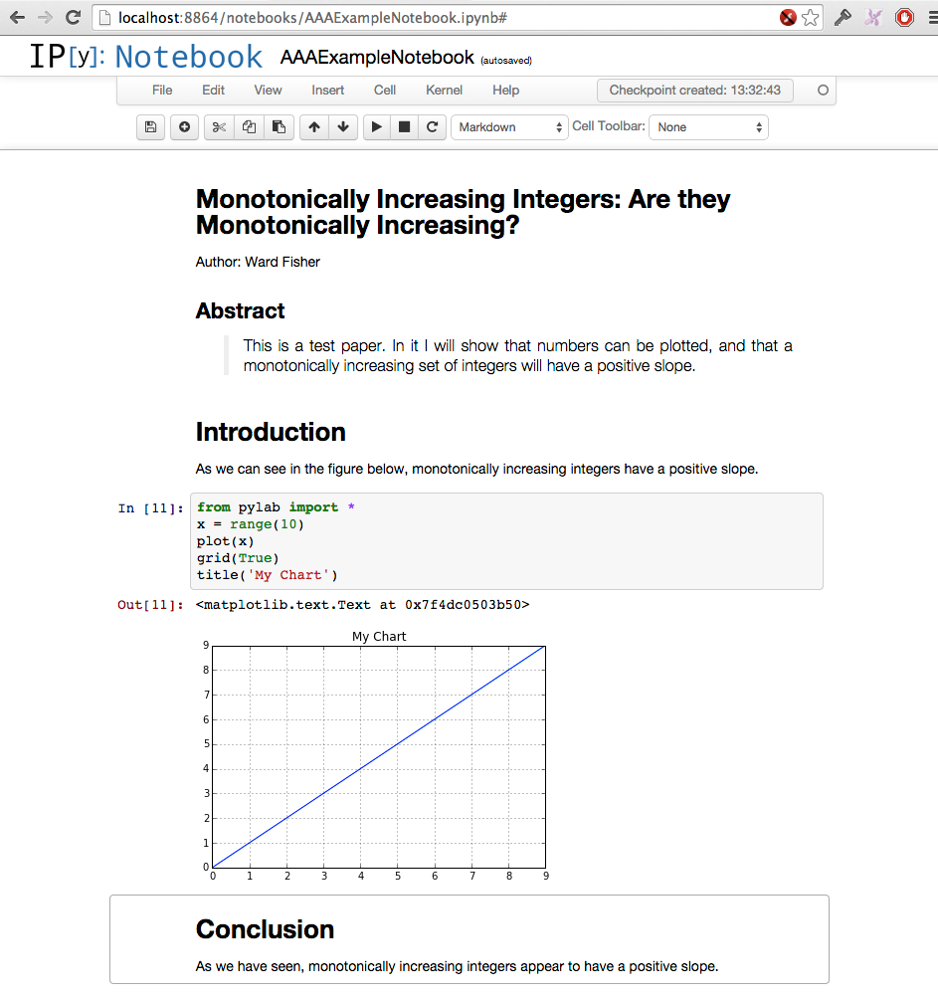 localhost:8864/notebooks/AAAExampleNotebook.ipynb#
IP[y]: Notebook AAAExampleNotebook (autosaved)
File Edit View Insert Cell Kernel Help Checkpoint created: 13:32:43
Markdown Cell Toolbar: None
Monotonically Increasing Integers: Are they
Monotonically Increasing?
Author: Ward Fisher
Abstract
This is a test paper. In it I will show that numbers can be plotted, and that a
monotonically increasing set of integers will have a positive slope.
Introduction
As we can see in the figure below, monotonically increasing integers have a positive slope.
In [11]: from pylab import *
x = range(10)
plot(x)
grid(True)
title('My Chart')
Out[11]: <matplotlib.text.Text at 0x7f4dc0503b50>
My Chart
9
8
7
6
5
4
3
2
1
0
0 1 2 3 4 5 6 7 8 9
Conclusion
As we have seen, monotonically increasing integers appear to have a positive slope.